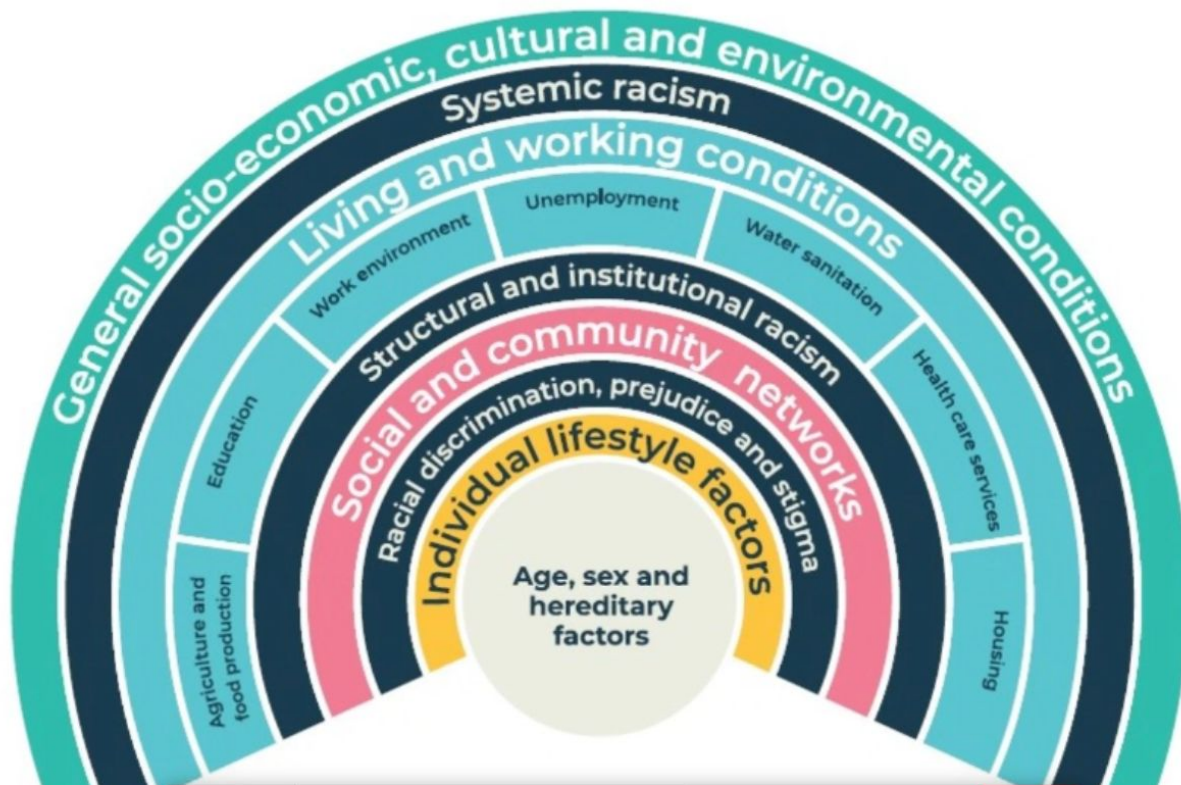 General socio-economic, cultural and environmental conditions
Systemic racism
Living and working conditions
Agriculture and
food production
Education
Work environment
Unemployment
Water sanitation
Health care services
Housing
Structural and institutional racism
Social and community networks
Racial discrimination, prejudice and stigma
Individual lifestyle factors
Age, sex and
hereditary
factors